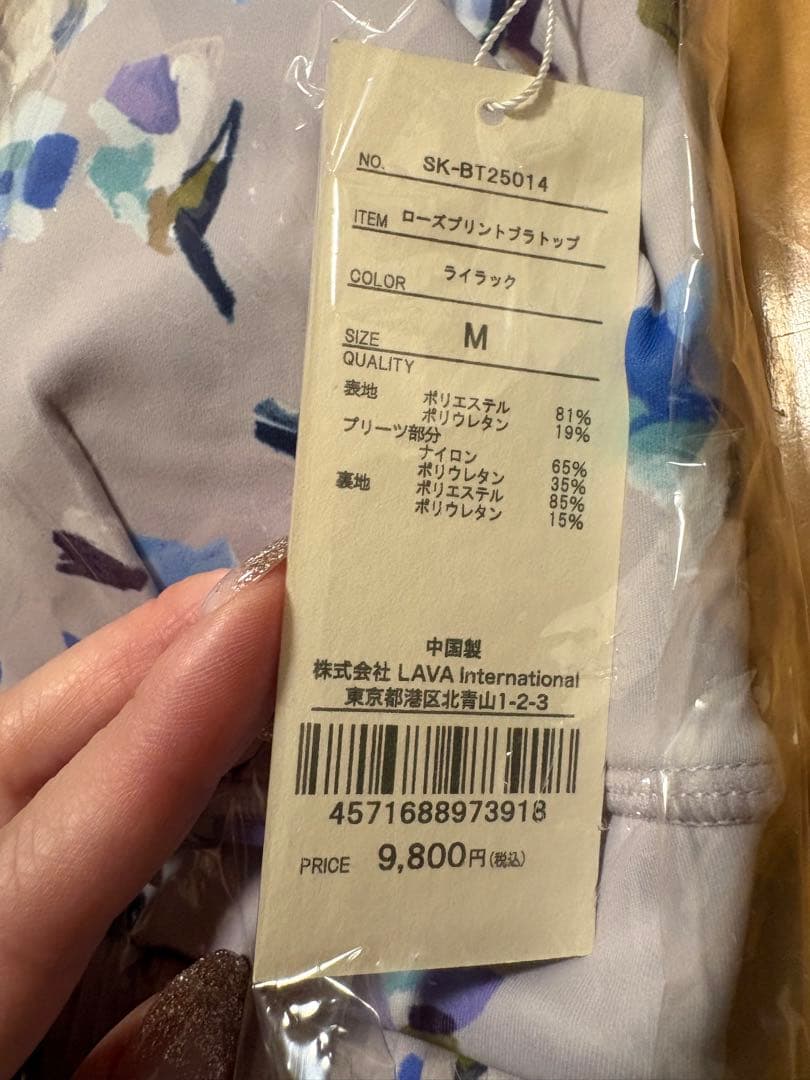 NO. SK-BT25014
ITEM ローズプリントブラトップ
COLOR ライラック
SIZE M
QUALITY
表地 ポリエステル 81%
ポリウレタン 19%
プリーツ部分
ナイロン 65%
ポリウレタン 35%
裏地 ポリエステル 85%
ポリウレタン 15%
中国製
株式会社 LAVA International
東京都港区北青山1-2-3
4571688973918
PRICE 9,800円(税込)